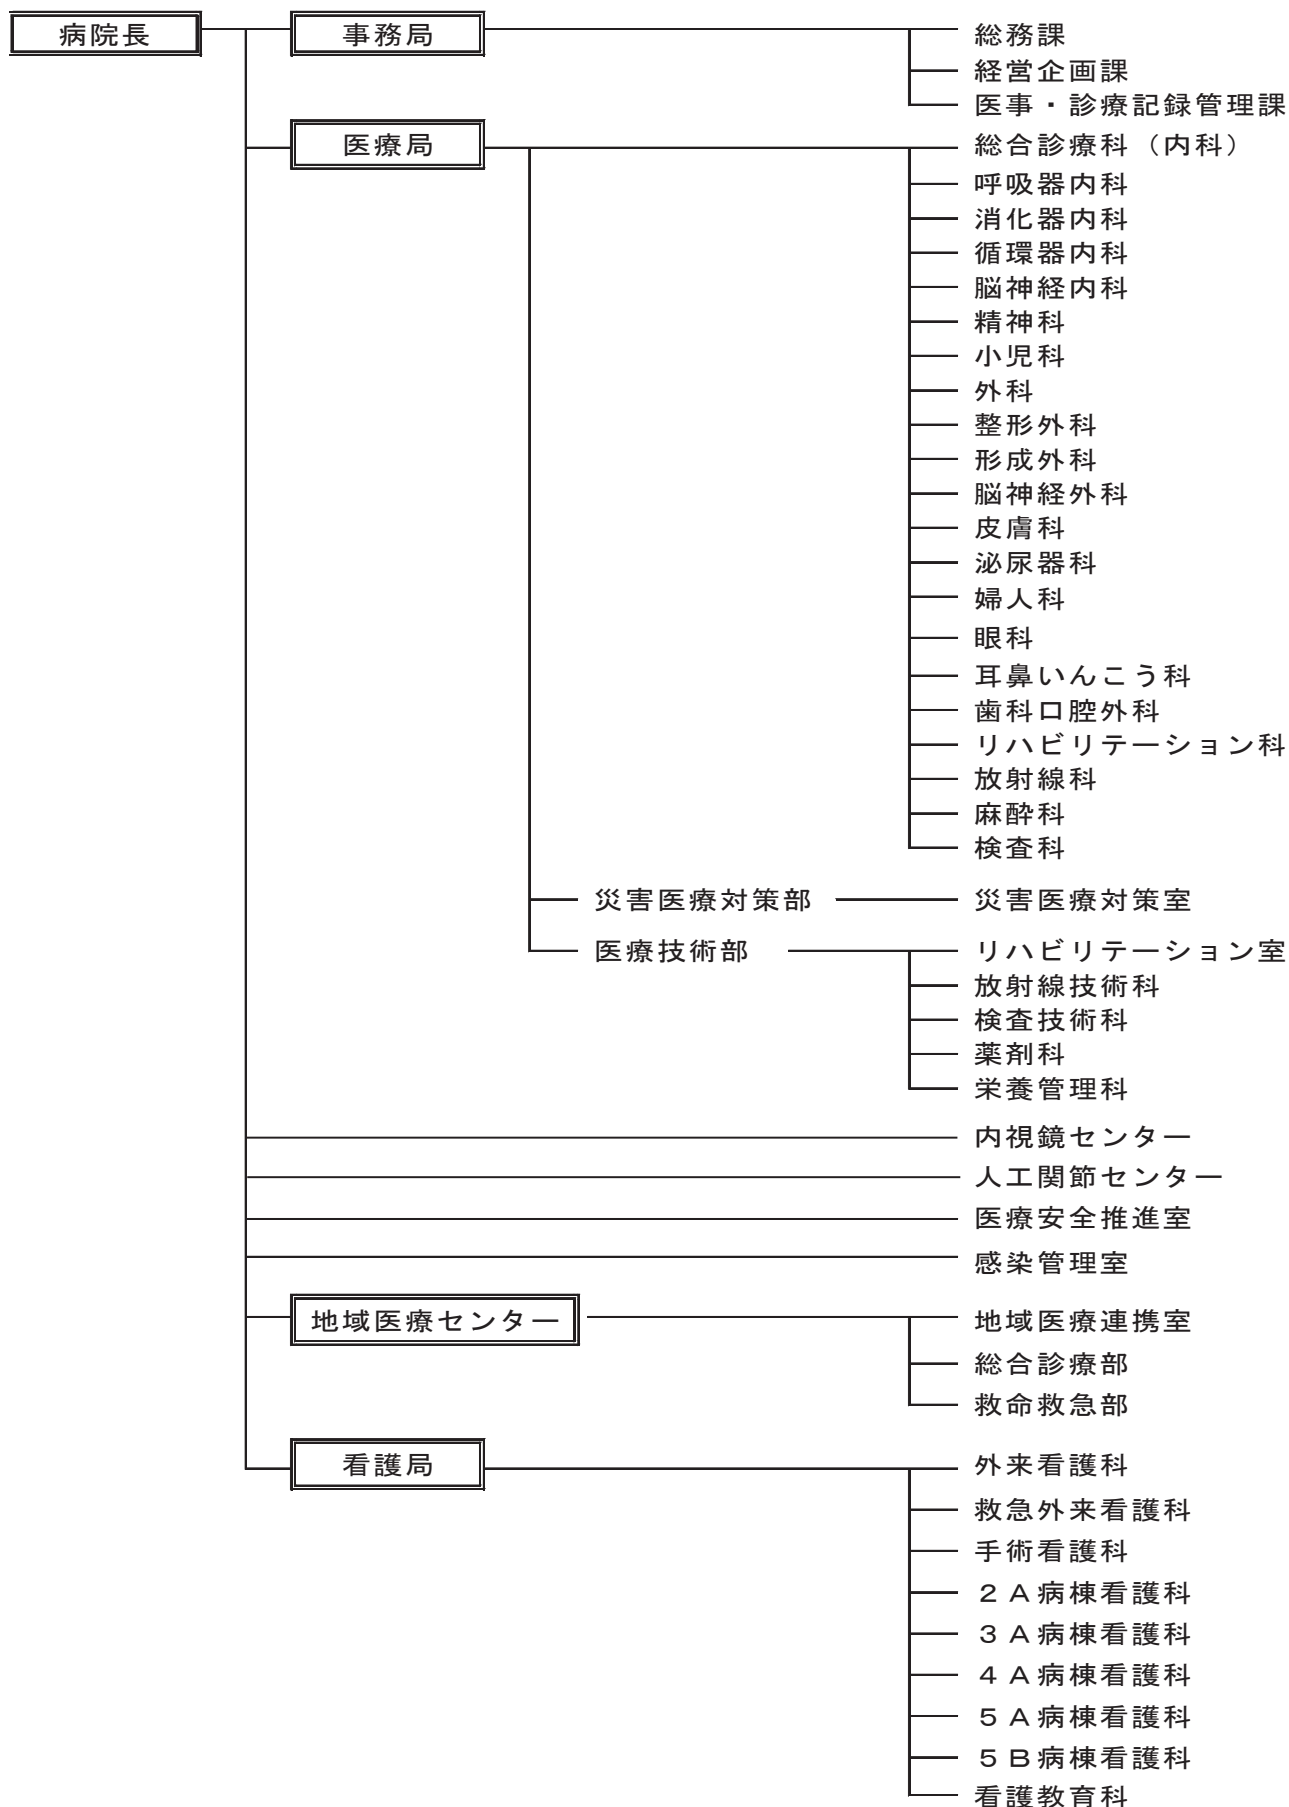 病院長
事務局
総務課
経営企画課
医事・診療記録管理課
医療局
総合診療科（内科）
呼吸器内科
消化器内科
循環器内科
脳神経内科
精神科
小児科
外科
整形外科
形成外科
脳神経外科
皮膚科
泌尿器科
婦人科
眼科
耳鼻いんこう科
歯科口腔外科
リハビリテーション科
放射線科
麻酔科
検査科
災害医療対策部
災害医療対策室
医療技術部
リハビリテーション室
放射線技術科
検査技術科
薬剤科
栄養管理科
内視鏡センター
人工関節センター
医療安全推進室
感染管理室
地域医療センター
地域医療連携室
総合診療部
救命救急部
看護局
外来看護科
救急外来看護科
手術看護科
２Ａ病棟看護科
３Ａ病棟看護科
４Ａ病棟看護科
５Ａ病棟看護科
５Ｂ病棟看護科
看護教育科